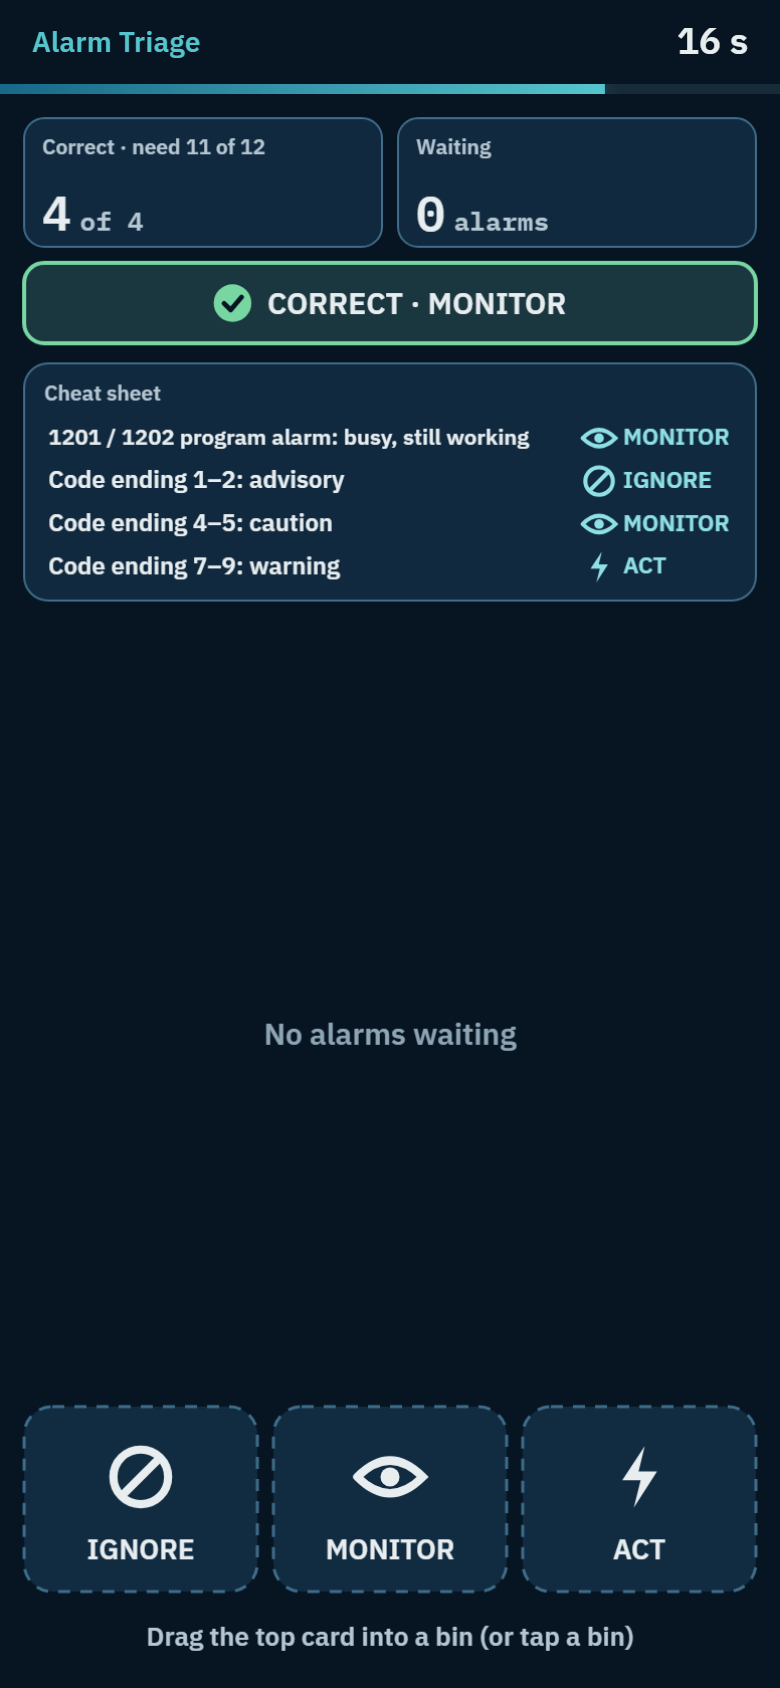 Alarm Triage
16 s
Correct · need 11 of 12
4 of 4
Waiting
0 alarms
CORRECT · MONITOR
Cheat sheet
1201 / 1202 program alarm: busy, still working MONITOR
Code ending 1–2: advisory IGNORE
Code ending 4–5: caution MONITOR
Code ending 7–9: warning ACT
No alarms waiting
IGNORE
MONITOR
ACT
Drag the top card into a bin (or tap a bin)